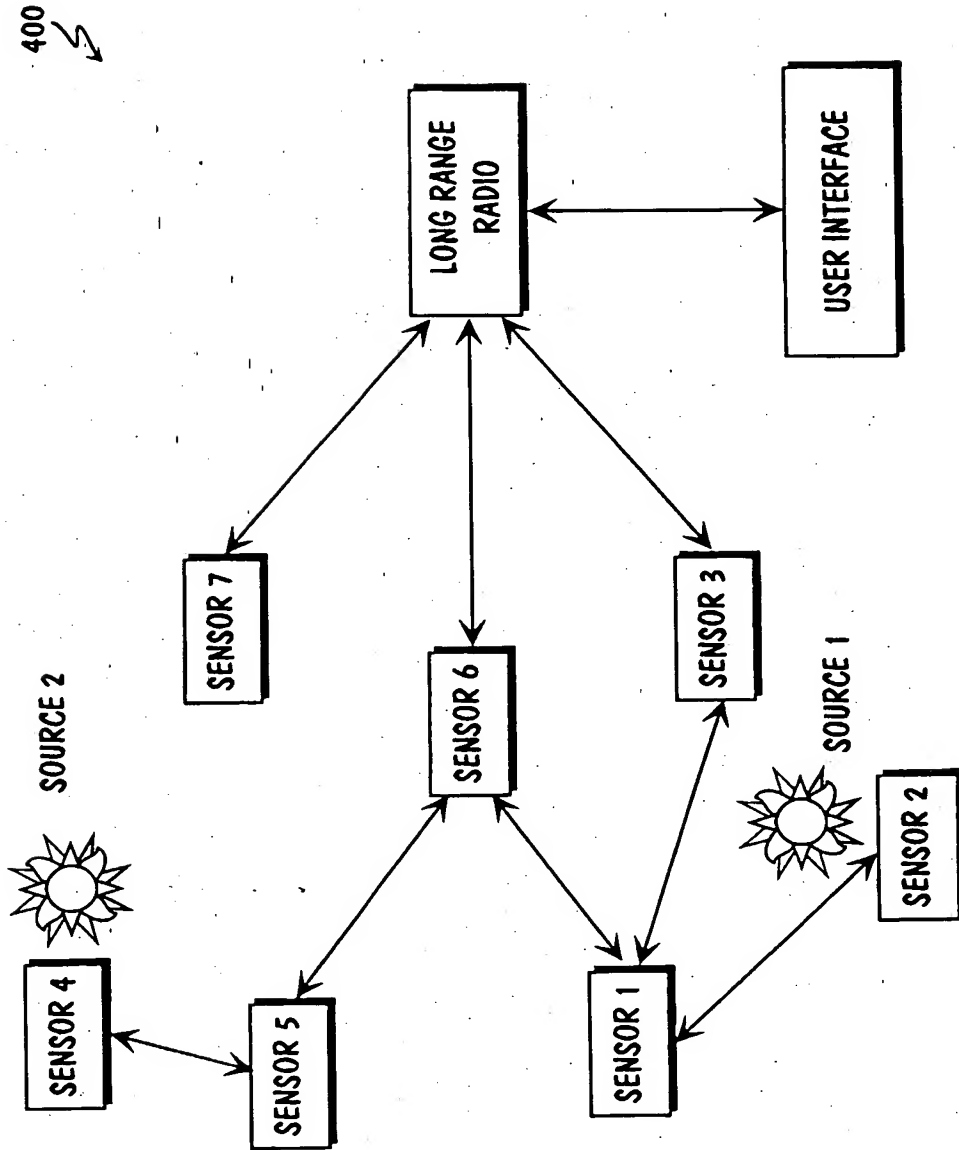 400
SOURCE 2
SENSOR 4
SENSOR 5
SENSOR 7
SENSOR 6
LONG RANGE
RADIO
SENSOR 1
SENSOR 3
SOURCE 1
SENSOR 2
USER INTERFACE